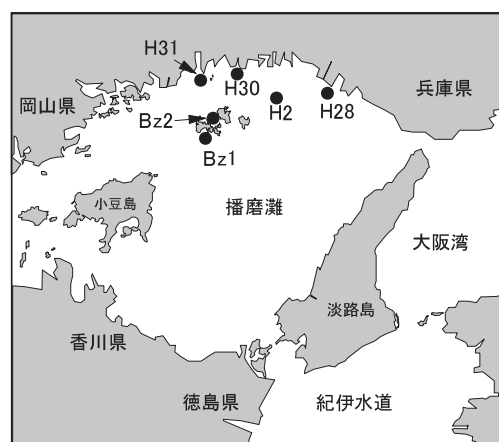 H31
H30
兵庫県
岡山県
H2
H28
Bz2
Bz1
小豆島
播磨灘
大阪湾
淡路島
香川県
徳島県
紀伊水道